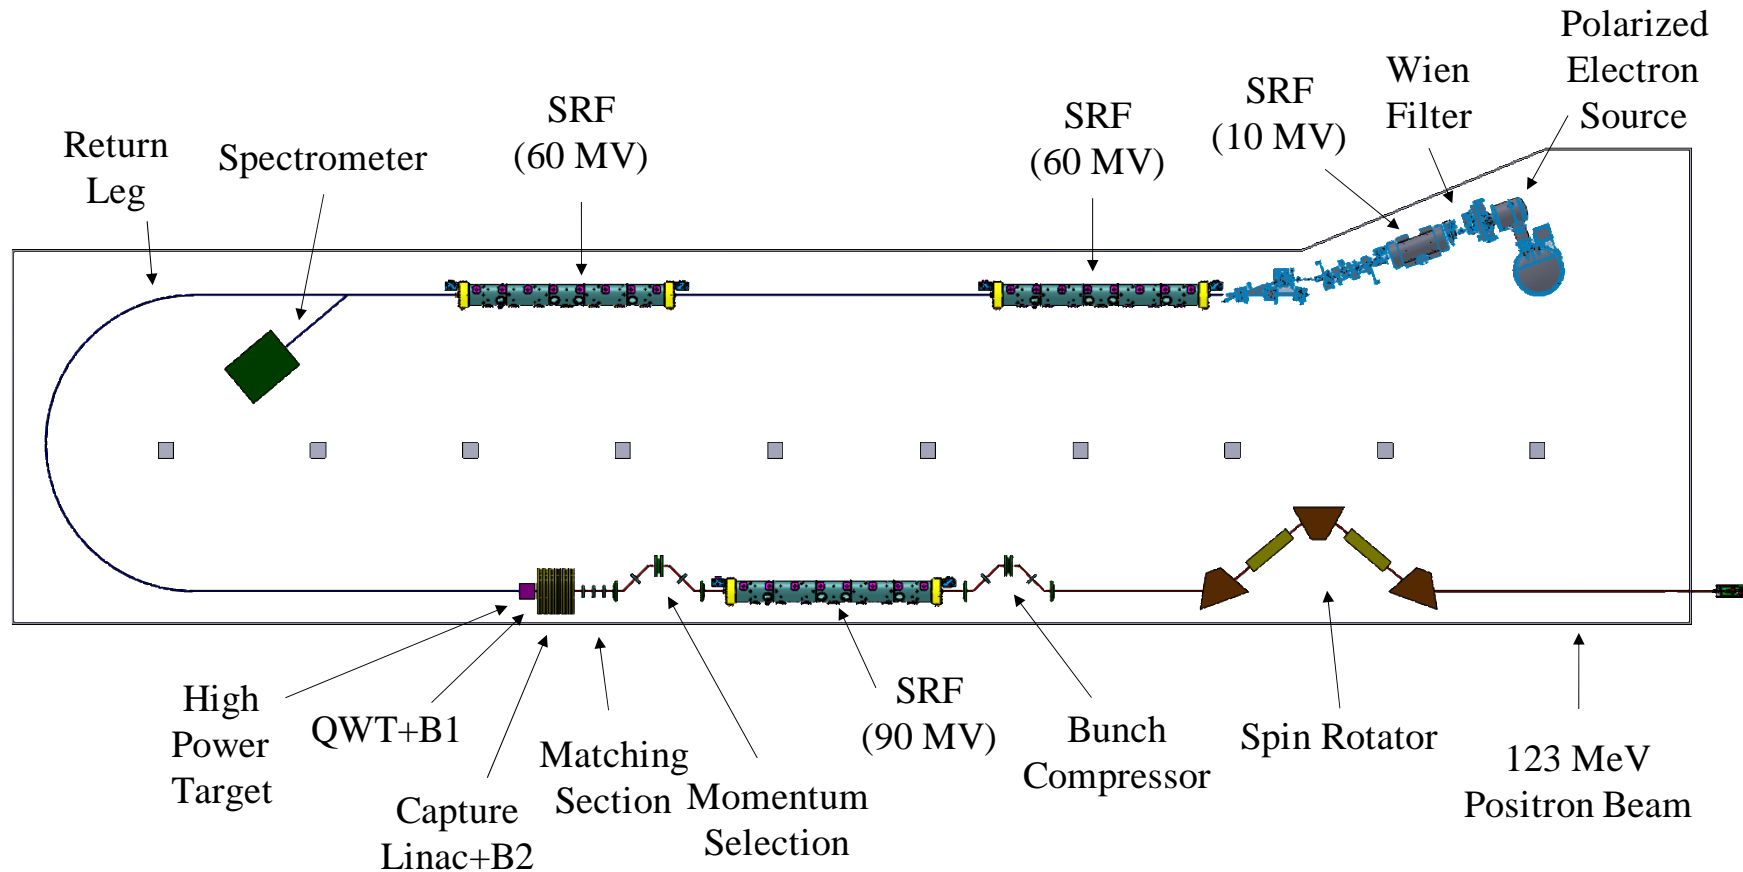 Polarized
Electron
Source
Wien
Filter
SRF
(10 MV)
SRF
(60 MV)
SRF
(60 MV)
Spectrometer
Return
Leg
High
Power
Target
QWT+B1
Capture
Linac+B2
Matching
Section
Momentum
Selection
SRF
(90 MV)
Bunch
Compressor
Spin Rotator
123 MeV
Positron Beam